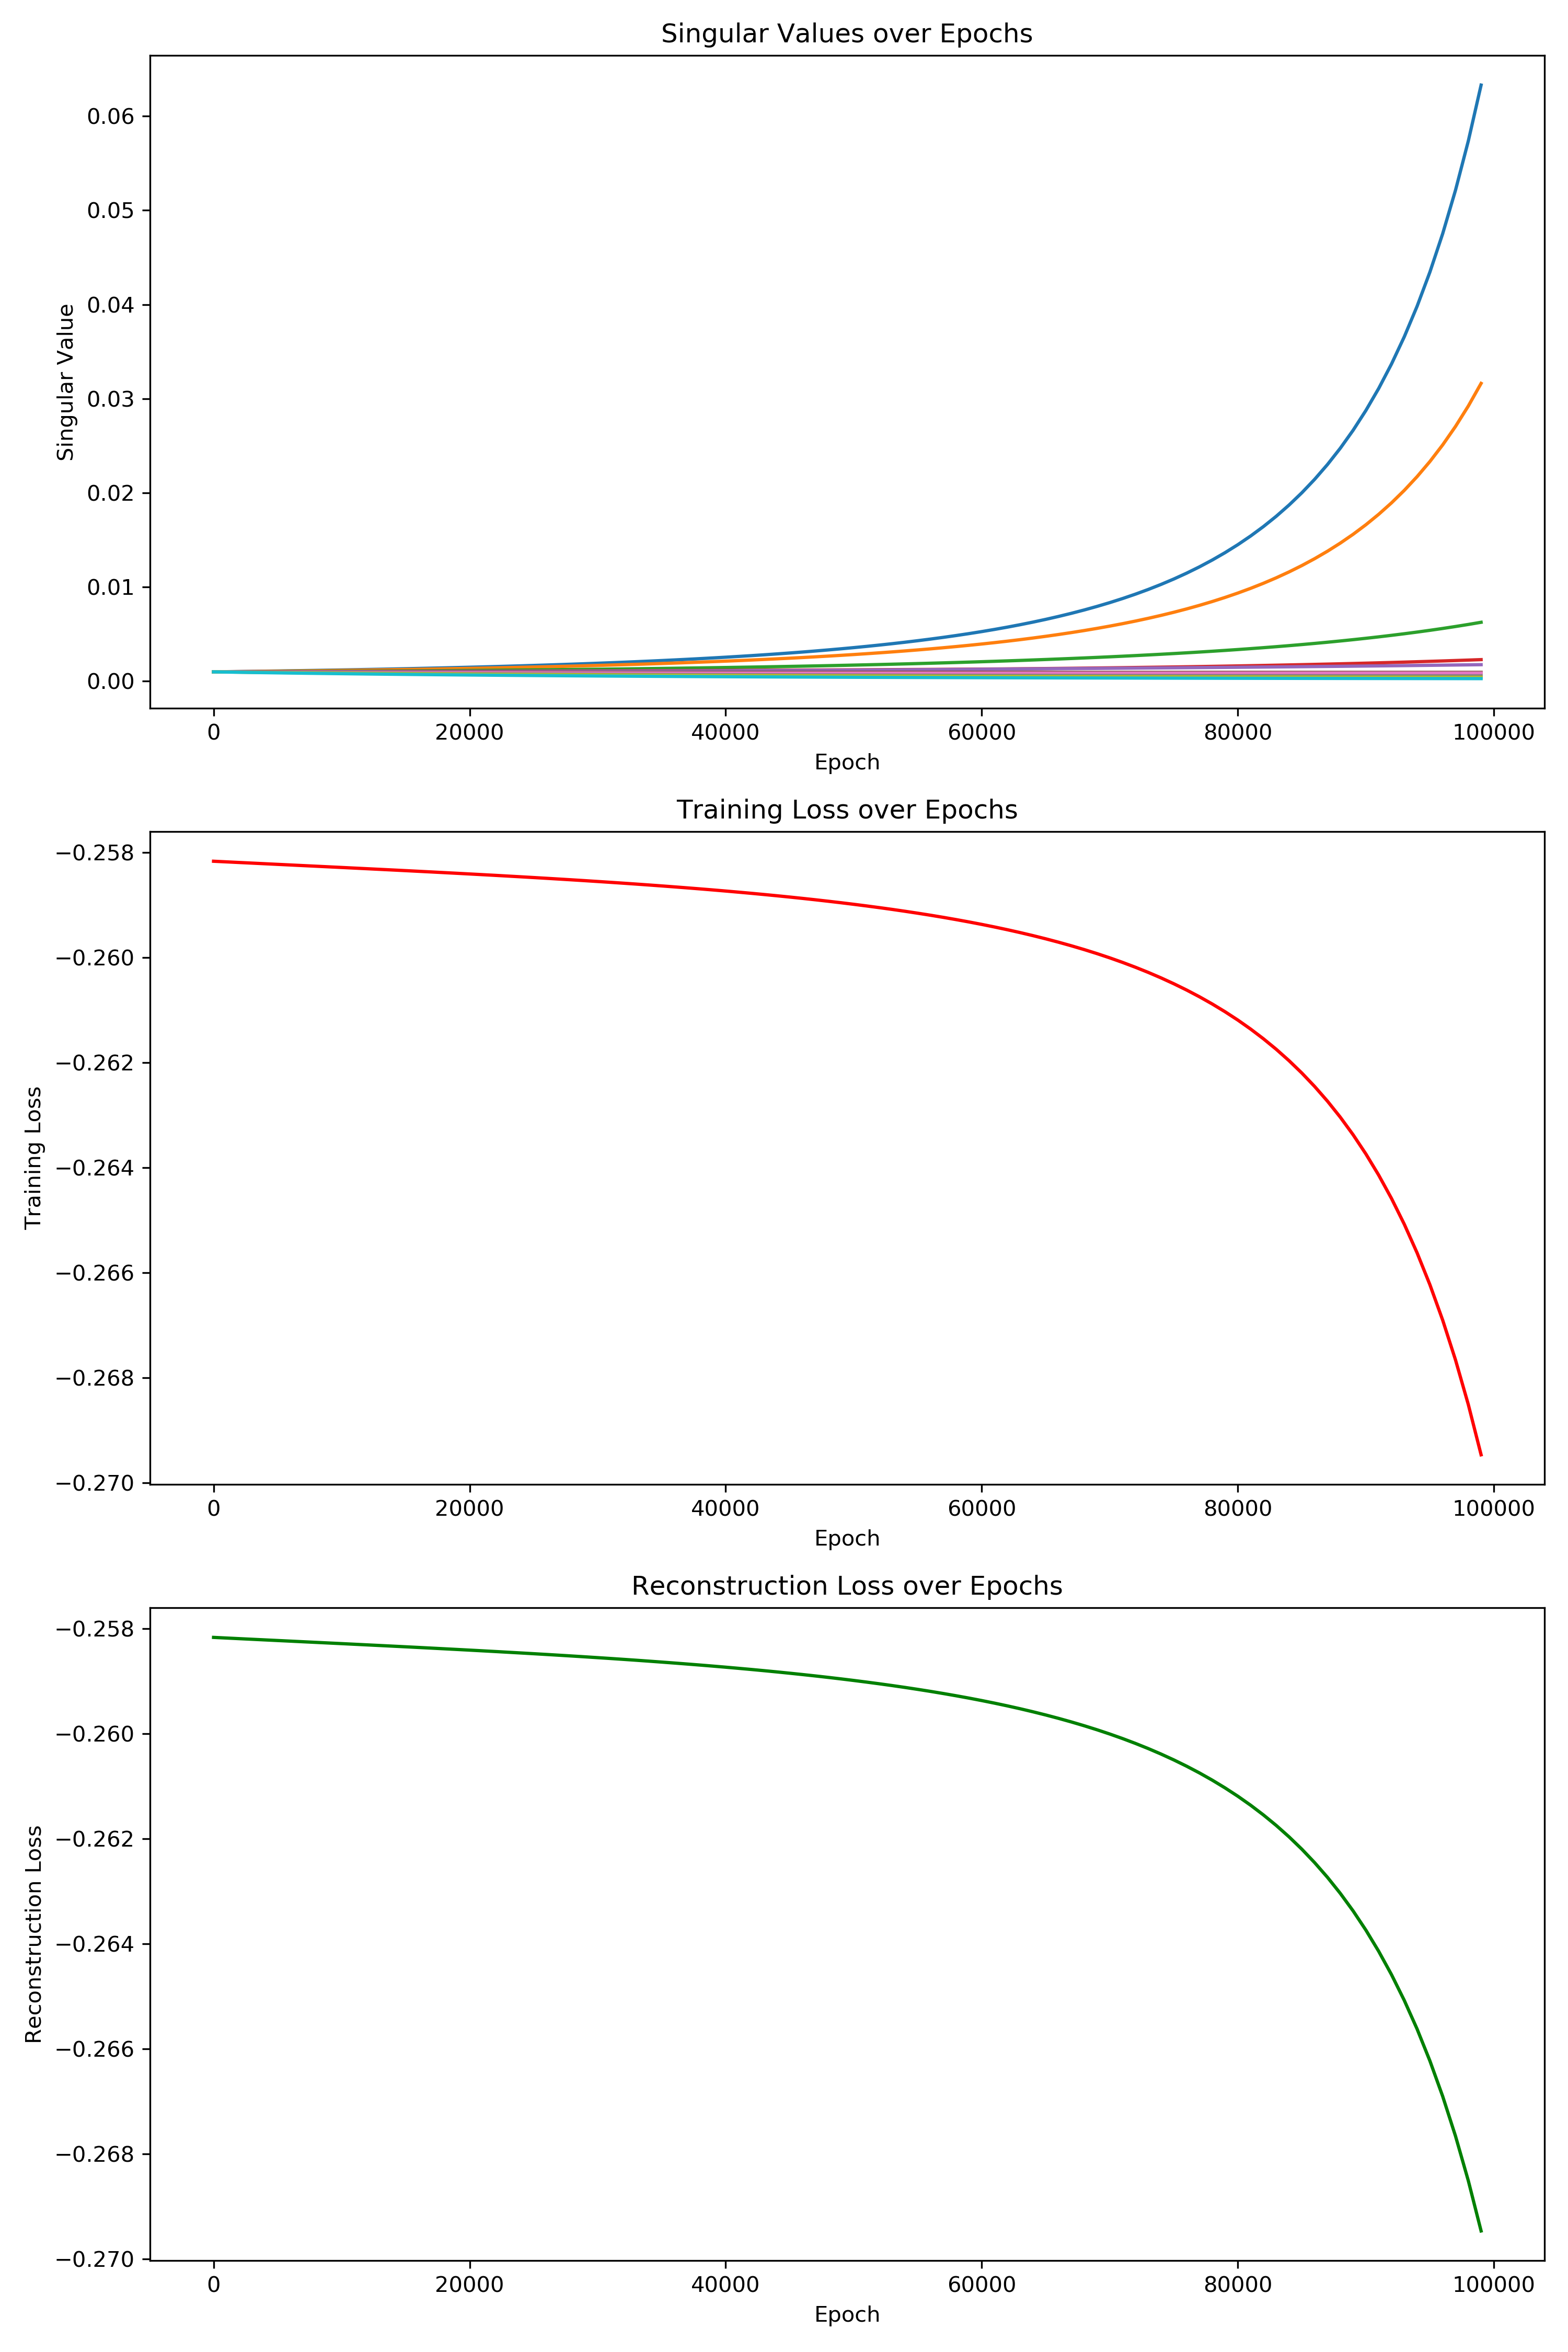 Singular Values over Epochs
0.06
0.05
0.04
0.03
0.02
0.01
0.00
Singular Value
0 20000 40000 60000 80000 100000
Epoch
Training Loss over Epochs
−0.258
−0.260
−0.262
−0.264
−0.266
−0.268
−0.270
Training Loss
0 20000 40000 60000 80000 100000
Epoch
Reconstruction Loss over Epochs
−0.258
−0.260
−0.262
−0.264
−0.266
−0.268
−0.270
Reconstruction Loss
0 20000 40000 60000 80000 100000
Epoch